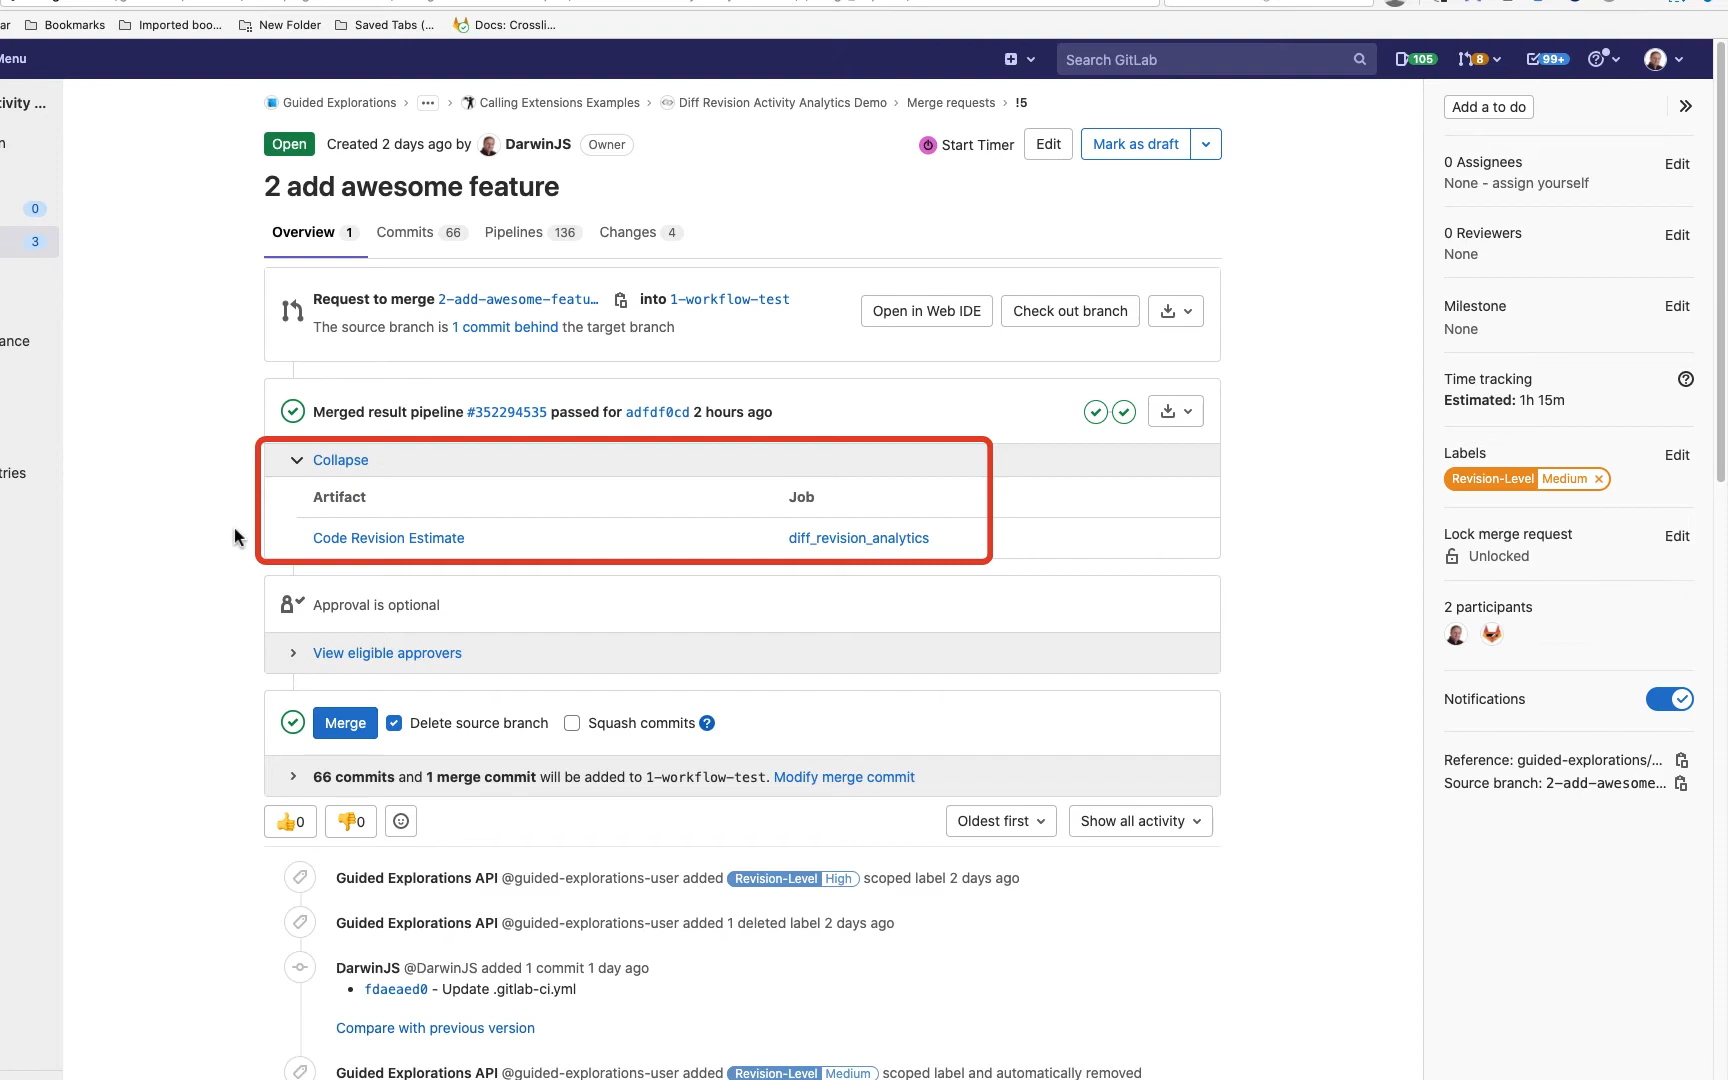 ar Bookmarks Imported boo... New Folder Saved Tabs (... Docs: Crossli...
Menu Search GitLab 105 8 99+
tivity ...
n
0
3
ance
tries
Guided Explorations › ••• › Calling Extensions Examples › Diff Revision Activity Analytics Demo › Merge requests › !5
Open Created 2 days ago by DarwinJS Owner Start Timer Edit Mark as draft
2 add awesome feature
Overview 1 Commits 66 Pipelines 136 Changes 4
Request to merge 2-add-awesome-featu… into 1-workflow-test
The source branch is 1 commit behind the target branch
Open in Web IDE Check out branch
Merged result pipeline #352294535 passed for adfdf0cd 2 hours ago
Collapse
Artifact Job
Code Revision Estimate diff_revision_analytics
Approval is optional
View eligible approvers
Merge Delete source branch Squash commits ?
66 commits and 1 merge commit will be added to 1-workflow-test. Modify merge commit
👍0 👎0 Oldest first Show all activity
Guided Explorations API @guided-explorations-user added Revision-Level High scoped label 2 days ago
Guided Explorations API @guided-explorations-user added 1 deleted label 2 days ago
DarwinJS @DarwinJS added 1 commit 1 day ago
• fdaeaed0 - Update .gitlab-ci.yml
Compare with previous version
Guided Explorations API @guided-explorations-user added Revision-Level Medium scoped label and automatically removed
Add a to do
0 Assignees Edit
None - assign yourself
0 Reviewers Edit
None
Milestone Edit
None
Time tracking
Estimated: 1h 15m
Labels Edit
Revision-Level Medium ×
Lock merge request Edit
Unlocked
2 participants
Notifications
Reference: guided-explorations/...
Source branch: 2-add-awesome...